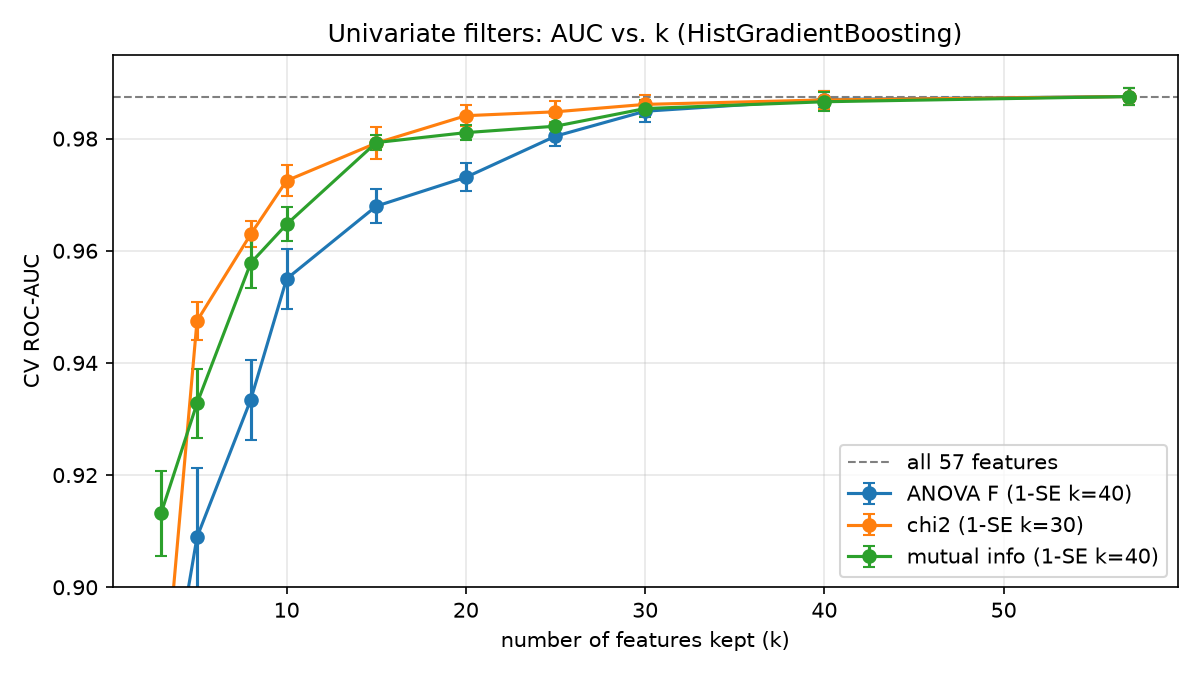 Univariate filters: AUC vs. k (HistGradientBoosting)
CV ROC-AUC
0.98
0.96
0.94
0.92
0.90
10
20
30
40
50
number of features kept (k)
all 57 features
ANOVA F (1-SE k=40)
chi2 (1-SE k=30)
mutual info (1-SE k=40)